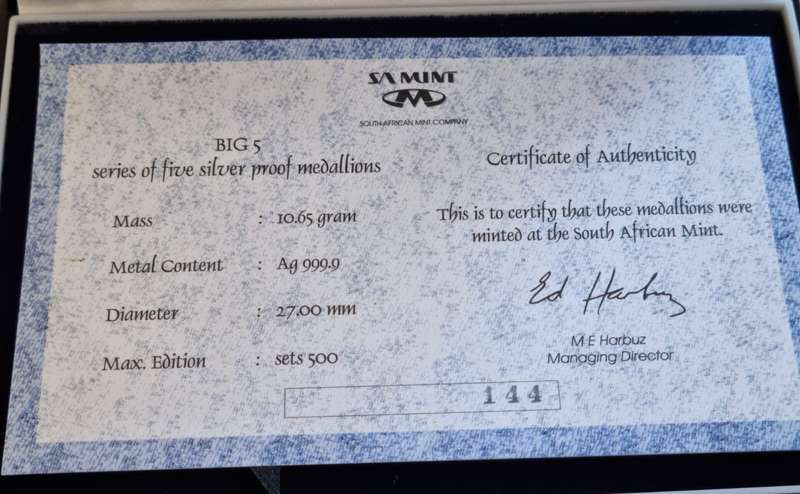 SA MINT
SOUTH AFRICAN MINT COMPANY
BIG 5
series of five silver proof medallions
Mass : 10.65 gram
Metal Content : Ag 999.9
Diameter : 27.00 mm
Max. Edition : sets 500
Certificate of Authenticity
This is to certify that these medallions were
minted at the South African Mint.
Ed Harbuz
M E Harbuz
Managing Director
144